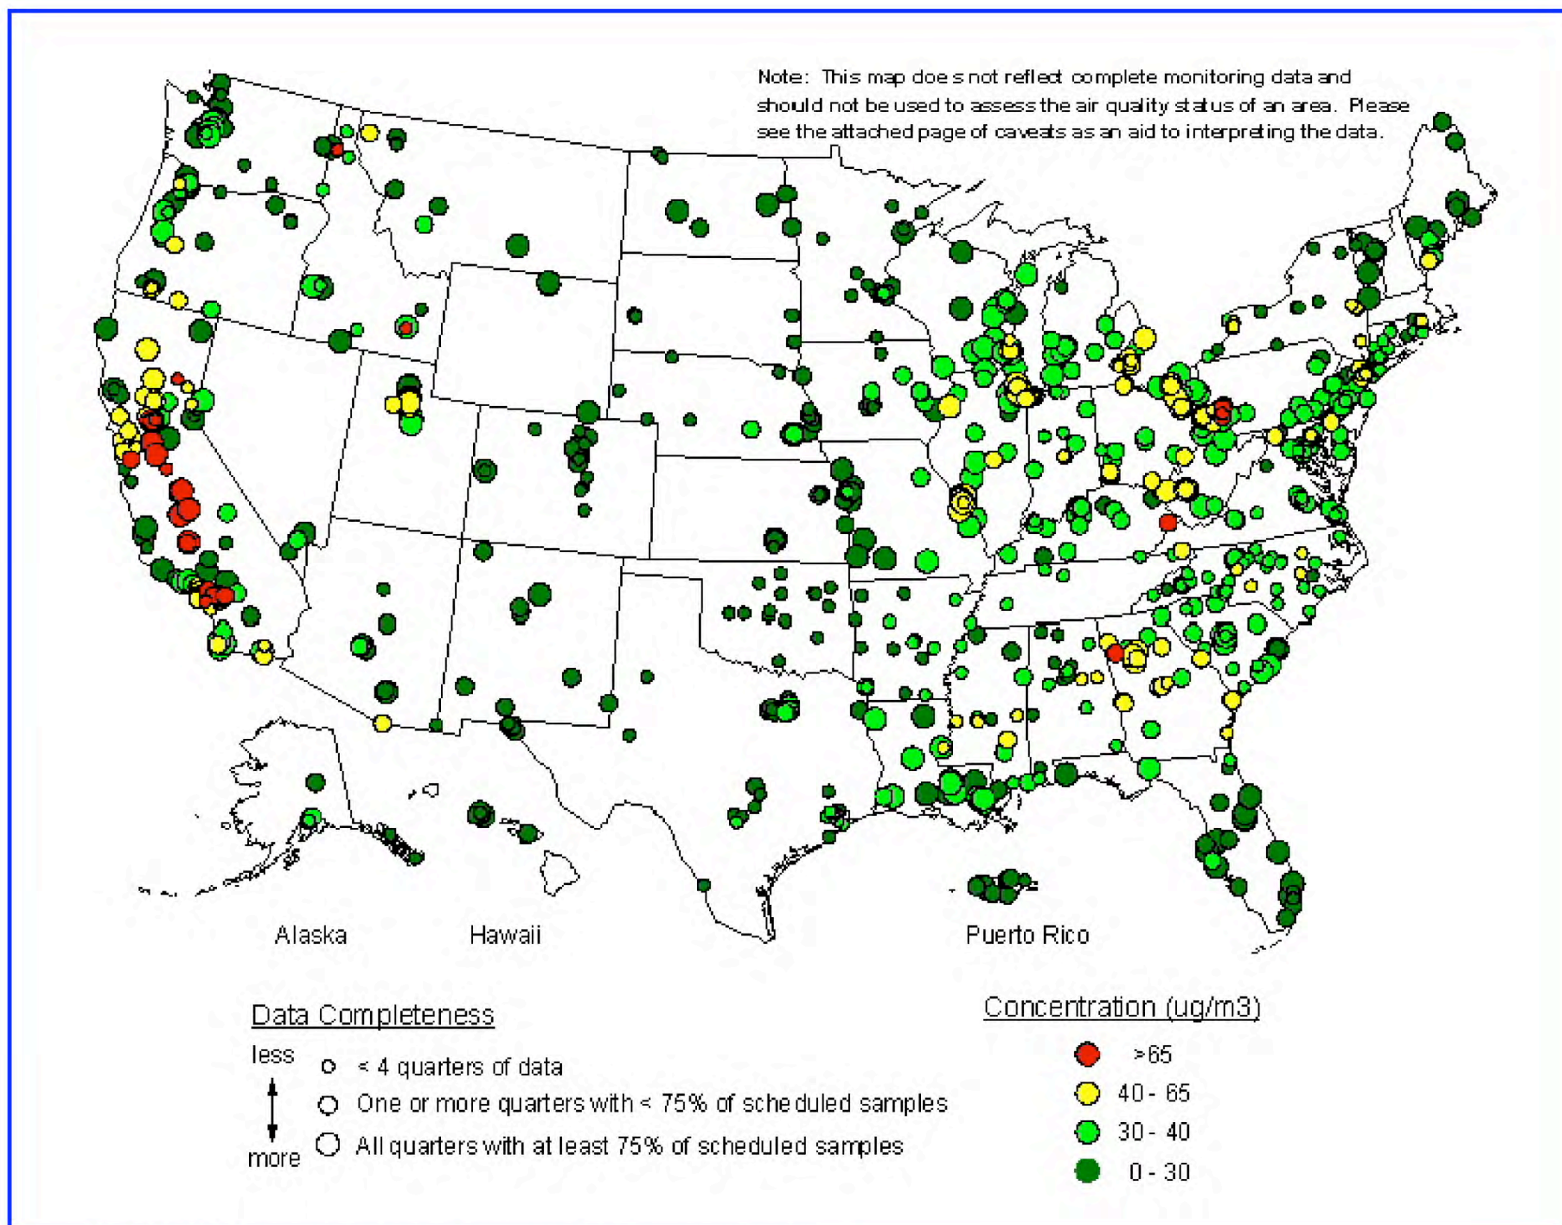 Note: This map does not reflect complete monitoring data and
should not be used to assess the air quality status of an area. Please
see the attached page of caveats as an aid to interpreting the data.
Alaska
Hawaii
Puerto Rico
Data Completeness
less
< 4 quarters of data
One or more quarters with < 75% of scheduled samples
All quarters with at least 75% of scheduled samples
more
Concentration (ug/m3)
>65
40 - 65
30 - 40
0 - 30